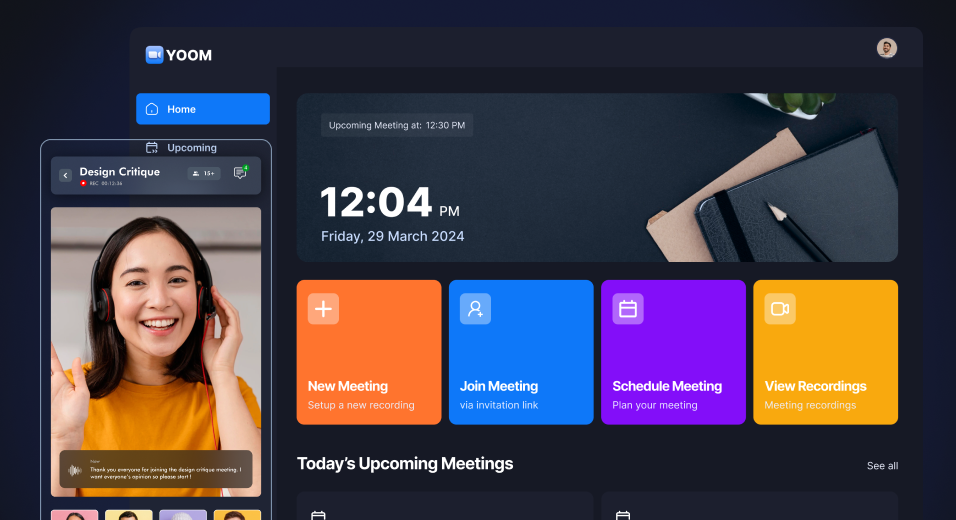 YOOM
Home
Upcoming
Design Critique
REC 00:13:36
15+
4
Now
Thank you everyone for joining the design critique meeting. I
want everyone's opinion so please start !
Upcoming Meeting at: 12:30 PM
12:04 PM
Friday, 29 March 2024
New Meeting
Setup a new recording
Join Meeting
via invitation link
Schedule Meeting
Plan your meeting
View Recordings
Meeting recordings
Today's Upcoming Meetings
See all